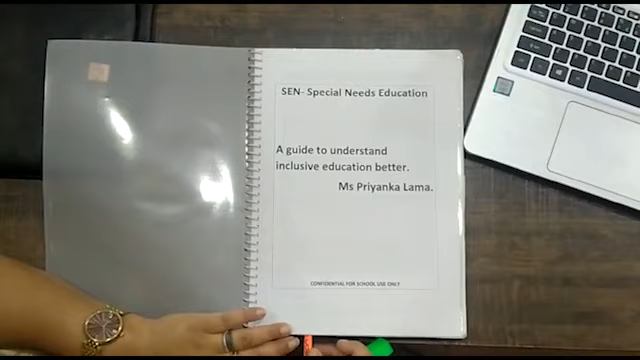 SEN- Special Needs Education
A guide to understand
inclusive education better.
Ms Priyanka Lama.
CONFIDENTIAL FOR SCHOOL USE ONLY